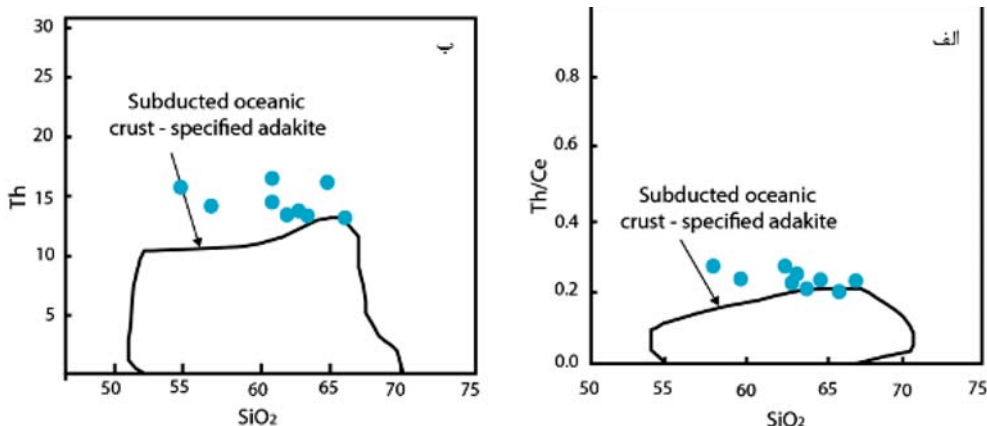 ب
30
25
20
15
10
5
Th
Subducted oceanic
crust - specified adakite
50 55 60 65 70 75
SiO₂
الف
0.8
0.6
0.4
0.2
0.0
Th/Ce
Subducted oceanic
crust - specified adakite
50 55 60 65 70 75
SiO₂